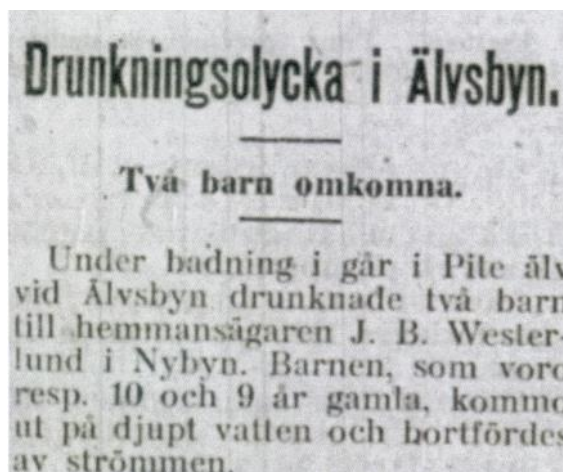 Drunkningsolycka i Älvsbyn.
Två barn omkomna.
Under badning i går i Pite älv
vid Älvsbyn drunknade två barn
till hemmansägaren J. B. Wester-
lund i Nybyn. Barnen, som voro
resp. 10 och 9 år gamla, kommo
ut på djupt vatten och bortfördes
av strömmen.